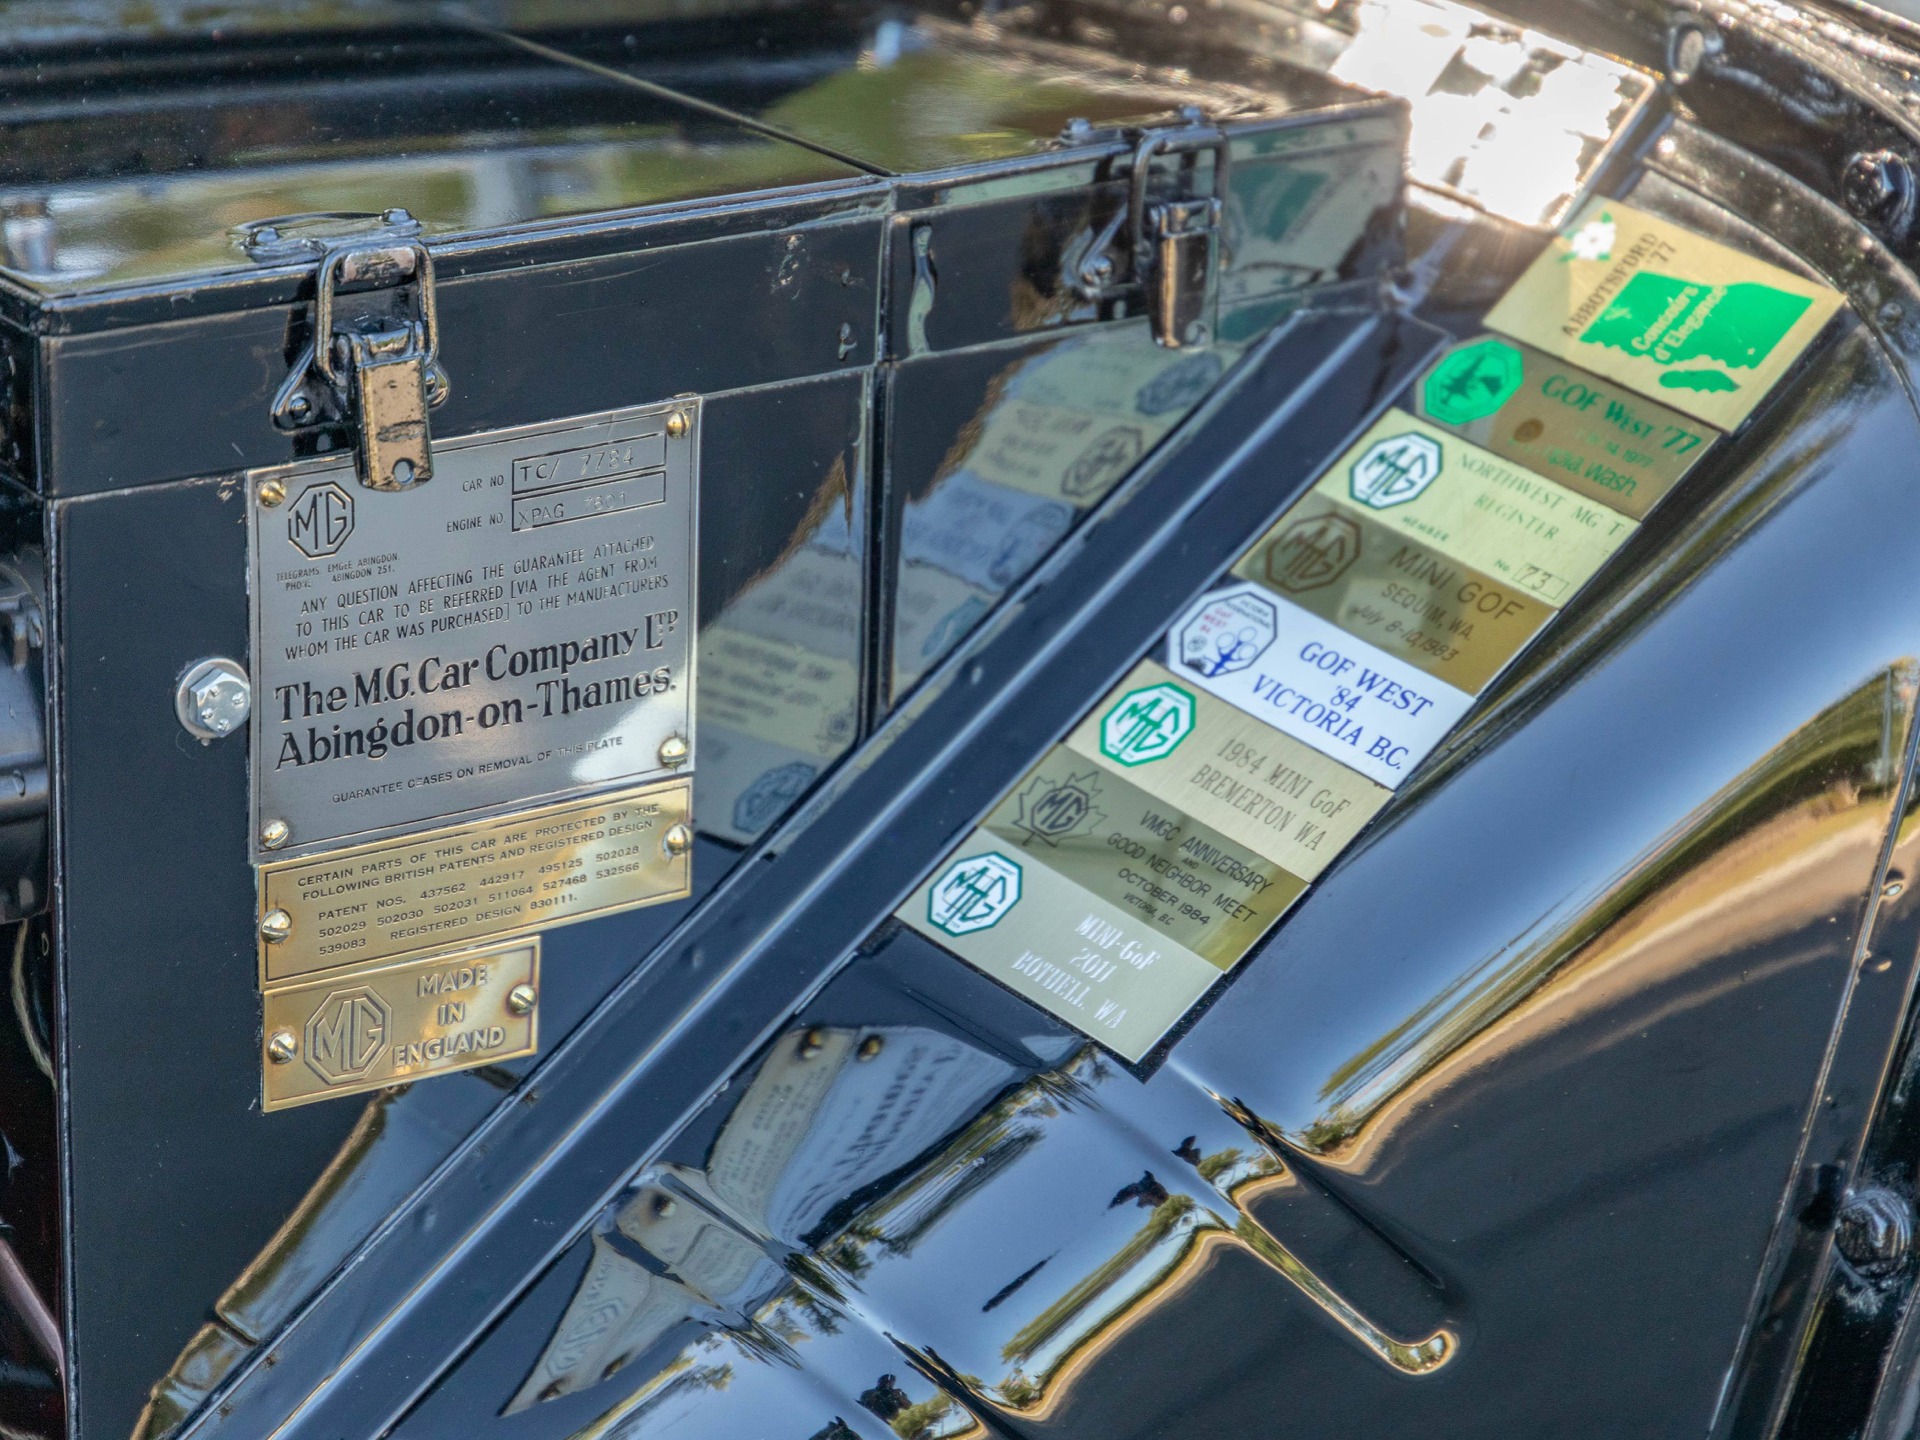 MG
CAR NO. TC/ 7784
ENGINE NO. XPAG
TELEGRAMS. EMGEE ABINGDON.
PHONE. ABINGDON 251.
ANY QUESTION AFFECTING THE GUARANTEE ATTACHED
TO THIS CAR TO BE REFERRED [VIA THE AGENT FROM
WHOM THE CAR WAS PURCHASED] TO THE MANUFACTURERS
The M.G. Car Company LTD
Abingdon-on-Thames.
GUARANTEE CEASES ON REMOVAL OF THIS PLATE
CERTAIN PARTS OF THIS CAR ARE PROTECTED BY THE
FOLLOWING BRITISH PATENTS AND REGISTERED DESIGN
PATENT NOS. 437562 442917 495125 502028
502029 502030 502031 511064 527468 532566
539083 REGISTERED DESIGN 830111.
MG
MADE
IN
ENGLAND
ABBOTSFORD
'77
Concours
d'Elegance
GOF WEST '77
Wash.
MG
NORTHWEST MG T
REGISTER
MEMBER
No 73
MG
MINI GOF
SEQUIM, WA.
July 8-10, 1983
GOF
WEST
84
GOF WEST
'84
VICTORIA B.C.
MG
1984 MINI GoF
BREMERTON WA
MG
VMGC ANNIVERSARY
AND
GOOD NEIGHBOR MEET
OCTOBER 1984
VICTORIA, B.C.
MG
MINI-GoF
2011
BOTHELL WA